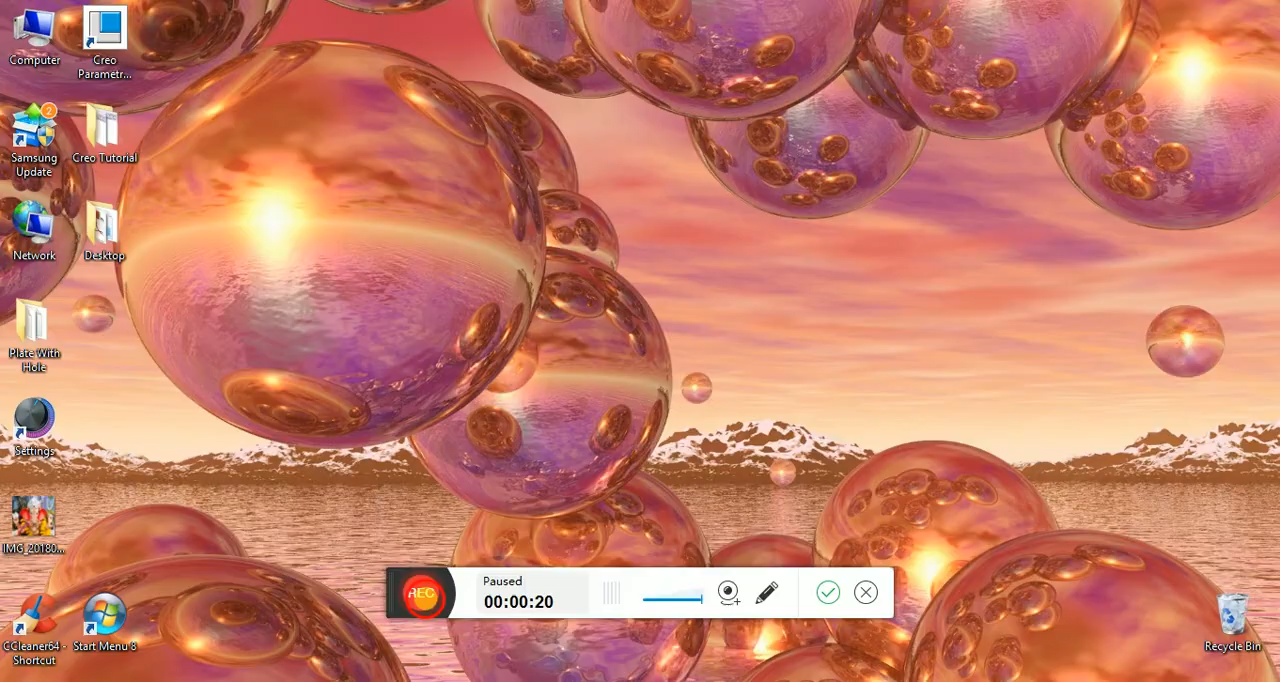 Computer
Creo
Parametr...
2
Samsung
Update
Creo Tutorial
Network
Desktop
Plate With
Hole
Settings
IMG_20180...
CCleaner64 -
Shortcut
Start Menu 8
REC
Paused
00:00:20
Recycle Bin